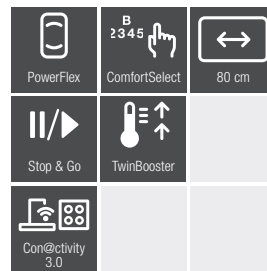 B
2345
PowerFlex
ComfortSelect
80 cm
Stop & Go
TwinBooster
Con@ctivity
3.0